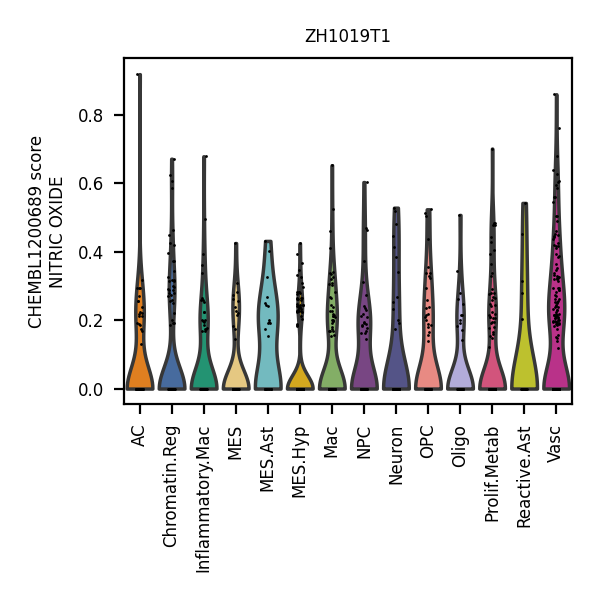 ZH1019T1
CHEMBL1200689 score
NITRIC OXIDE
0.8
0.6
0.4
0.2
0.0
AC
Chromatin.Reg
Inflammatory.Mac
MES
MES.Ast
MES.Hyp
Mac
NPC
Neuron
OPC
Oligo
Prolif.Metab
Reactive.Ast
Vasc